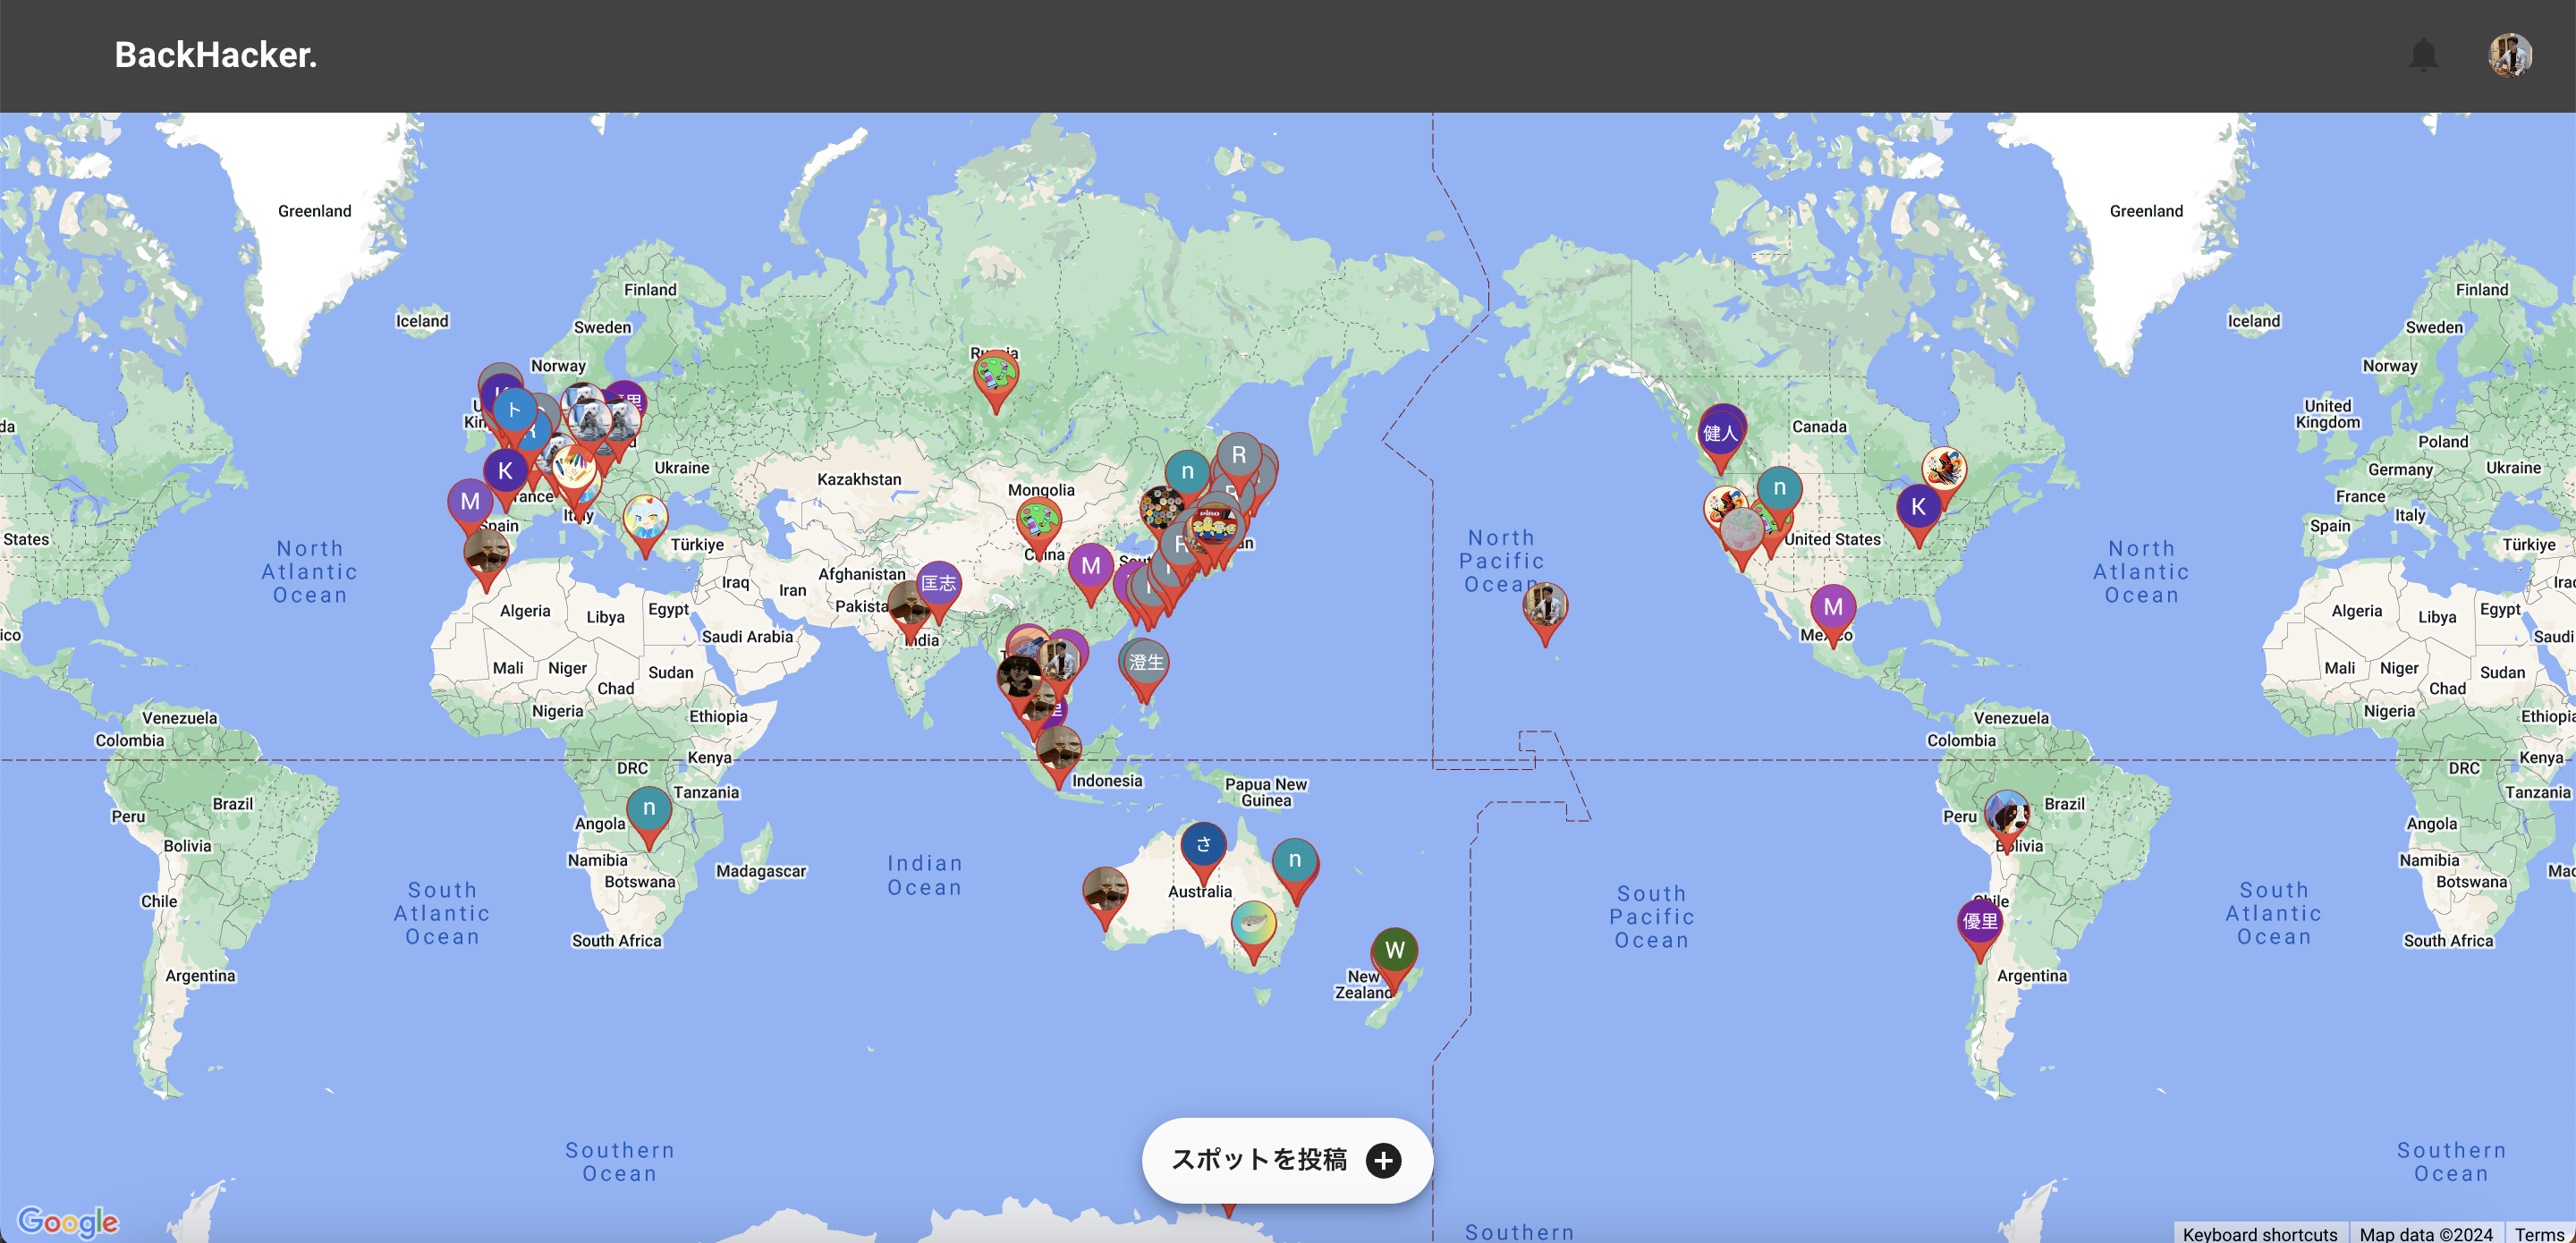 BackHacker.
Greenland
Greenland
Finland
Finland
Iceland
Iceland
Sweden
Sweden
Norway
Norway
United
Kingdom
Canada
Poland
Ukraine
Germany
Ukraine
France
Kazakhstan
Mongolia
Italy
Spain
Spain
States
Türkiye
Türkiye
United States
North
Atlantic
Ocean
North
Pacific
Ocean
North
Atlantic
Ocean
Iraq
Iran
Afghanistan
China
Algeria
Libya
Egypt
Saudi Arabia
India
Mexico
Algeria
Libya
Egypt
Saudi
Mali
Niger
Chad
Sudan
Mali
Niger
Chad
Sudan
Nigeria
Ethiopia
Nigeria
Venezuela
Colombia
Venezuela
Colombia
DRC
Kenya
Tanzania
DRC
Kenya
Tanzania
Indonesia
Papua New
Guinea
Peru
Brazil
Bolivia
Angola
Namibia
Botswana
Madagascar
Peru
Brazil
Bolivia
Angola
Namibia
Botswana
Indian
Ocean
Australia
Chile
Chile
South Africa
South Africa
Argentina
Argentina
South
Atlantic
Ocean
South
Pacific
Ocean
South
Atlantic
Ocean
New
Zealand
ト
K
M
n
R
M
匡志
澄生
健人
n
K
M
n
さ
n
W
優里
Southern
Ocean
Southern
Southern
Ocean
スポットを投稿
Google
Keyboard shortcuts
Map data ©2024
Terms